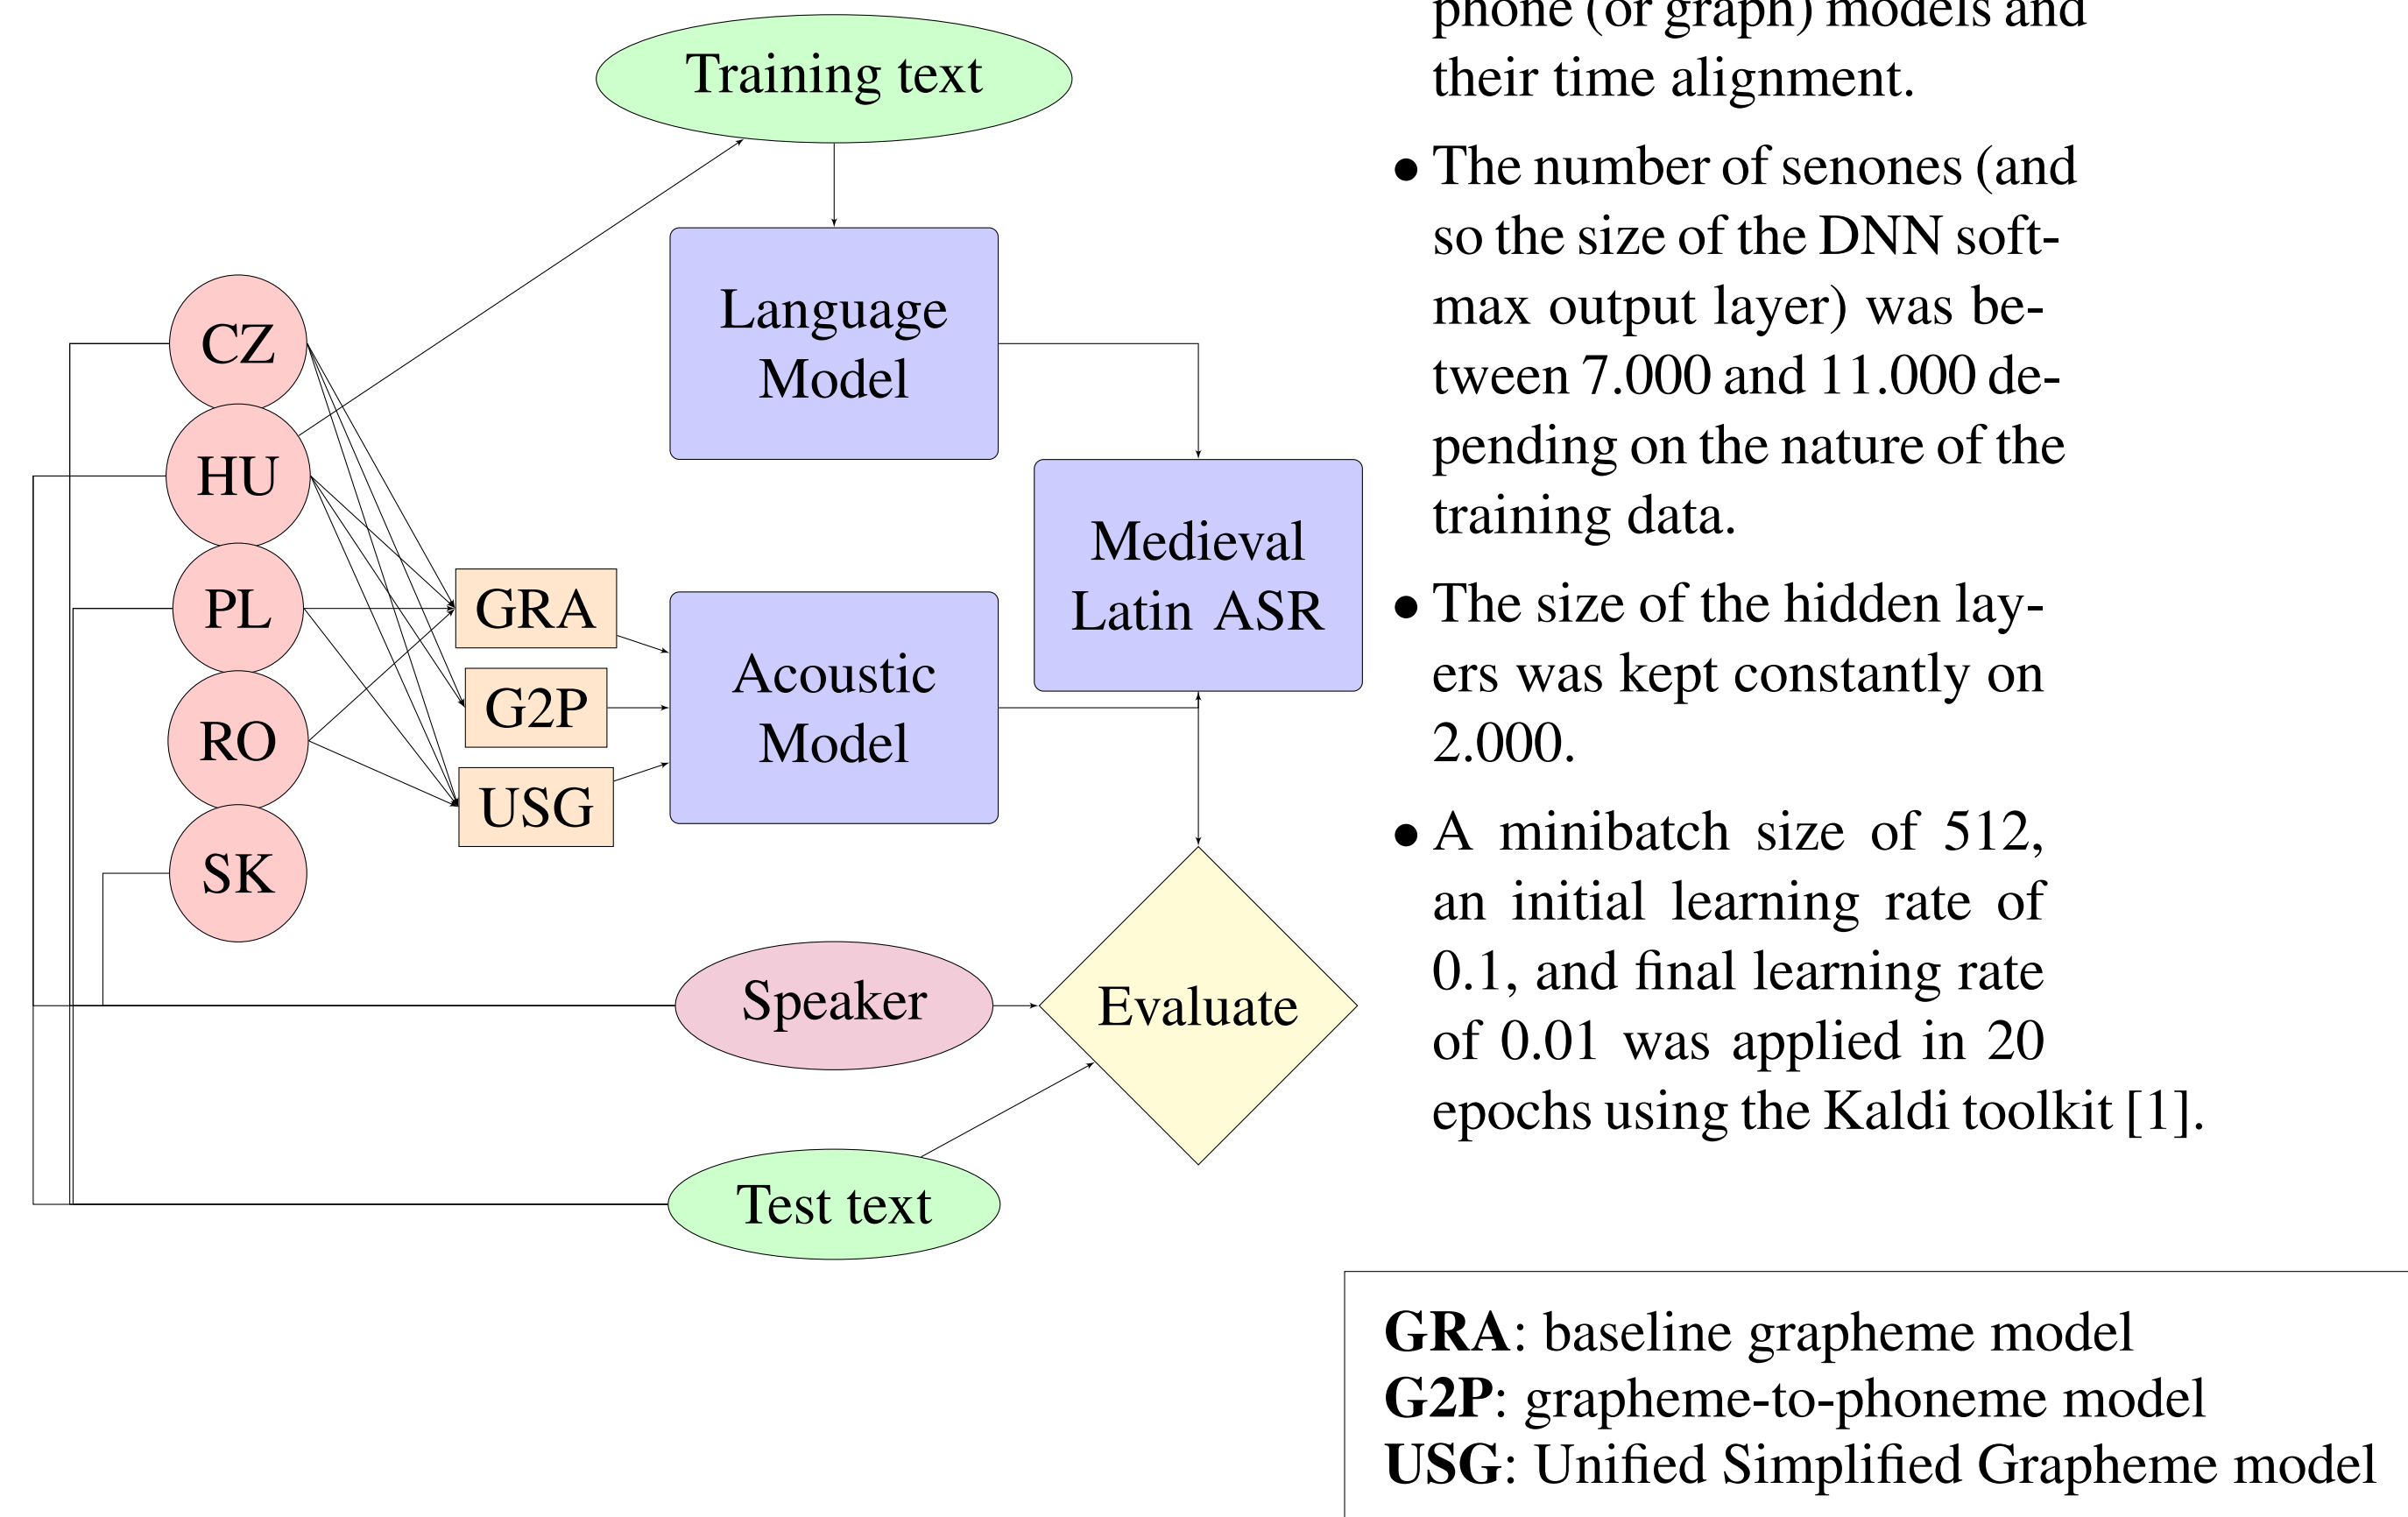 Training text
Language
Model
CZ
HU
PL
RO
SK
GRA
G2P
USG
Acoustic
Model
Medieval
Latin ASR
Speaker
Evaluate
Test text
phone (or graph) models and
their time alignment.
• The number of senones (and
so the size of the DNN soft-
max output layer) was be-
tween 7.000 and 11.000 de-
pending on the nature of the
training data.
• The size of the hidden lay-
ers was kept constantly on
2.000.
• A minibatch size of 512,
an initial learning rate of
0.1, and final learning rate
of 0.01 was applied in 20
epochs using the Kaldi toolkit [1].
GRA: baseline grapheme model
G2P: grapheme-to-phoneme model
USG: Unified Simplified Grapheme model